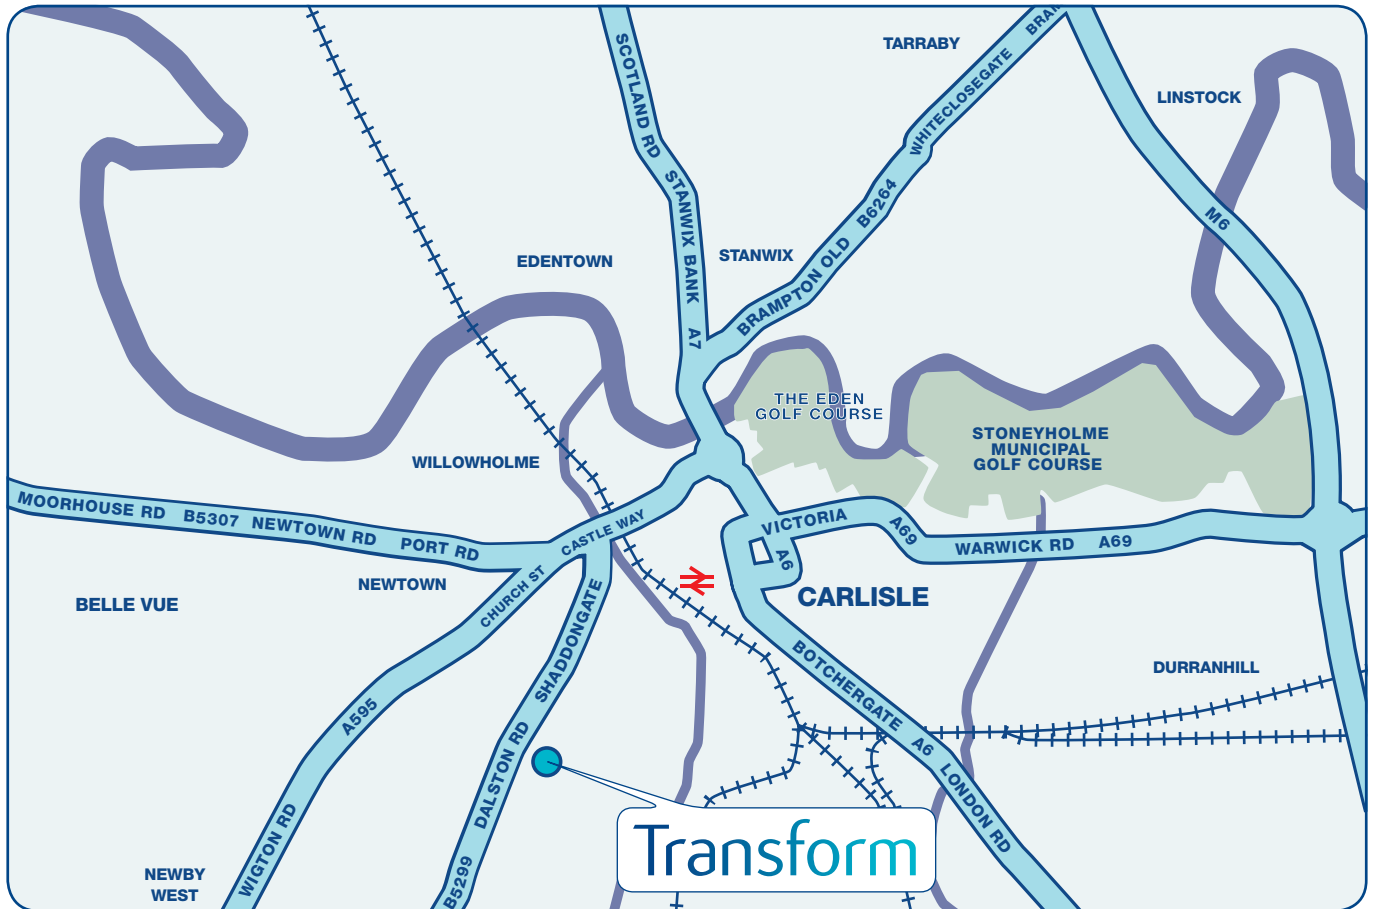 TARRABY
BRAM
LINSTOCK
SCOTLAND RD
WHITECLOSEGATE
STANWIX BANK
A7
BRAMPTON OLD
B6264
M6
EDENTOWN
STANWIX
THE EDEN
GOLF COURSE
STONEYHOLME
MUNICIPAL
GOLF COURSE
WILLOWHOLME
MOORHOUSE RD
B5307
NEWTOWN RD
PORT RD
CASTLE WAY
VICTORIA
A69
WARWICK RD
A69
A6
NEWTOWN
BELLE VUE
CHURCH ST
SHADDONGATE
CARLISLE
DURRANHILL
BOTCHERGATE
A6
LONDON RD
A595
WIGTON RD
DALSTON RD
B5299
NEWBY
WEST
Transform